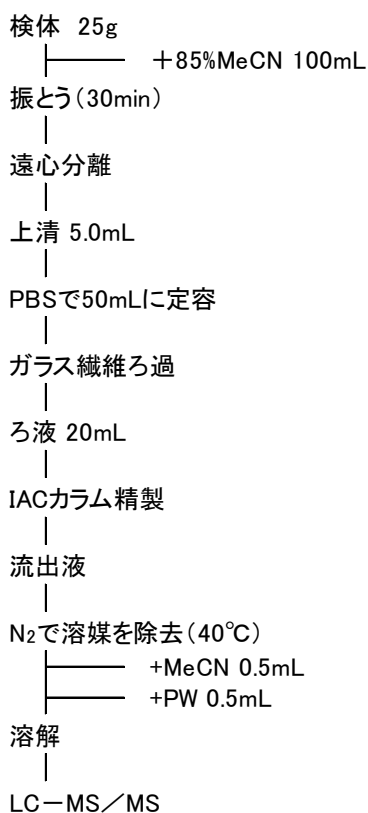 検体 25g
＋85%MeCN 100mL
振とう（30min）
遠心分離
上清 5.0mL
PBSで50mLに定容
ガラス繊維ろ過
ろ液 20mL
IACカラム精製
流出液
N₂で溶媒を除去（40℃）
+MeCN 0.5mL
+PW 0.5mL
溶解
LC－MS／MS